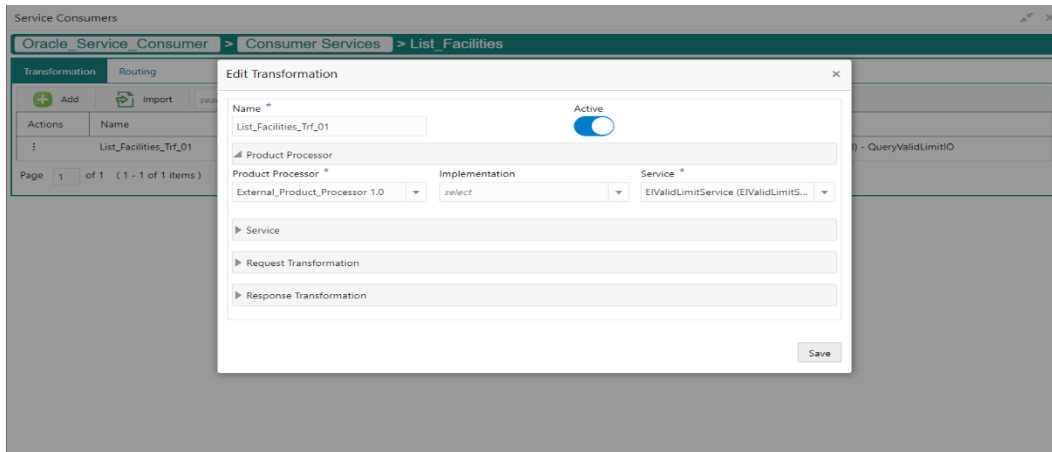 Service Consumers
Oracle_Service_Consumer > Consumer Services > List_Facilities
Transformation Routing
Edit Transformation
Add Import
Name * Active
List_Facilities_Trf_01
Actions Name
List_Facilities_Trf_01 - QueryValidLimitIO
Product Processor
Page 1 of 1 (1 - 1 of 1 items)
Product Processor * Implementation Service *
External_Product_Processor 1.0 select EIValidLimitService (EIValidLimitS...
Service
Request Transformation
Response Transformation
Save